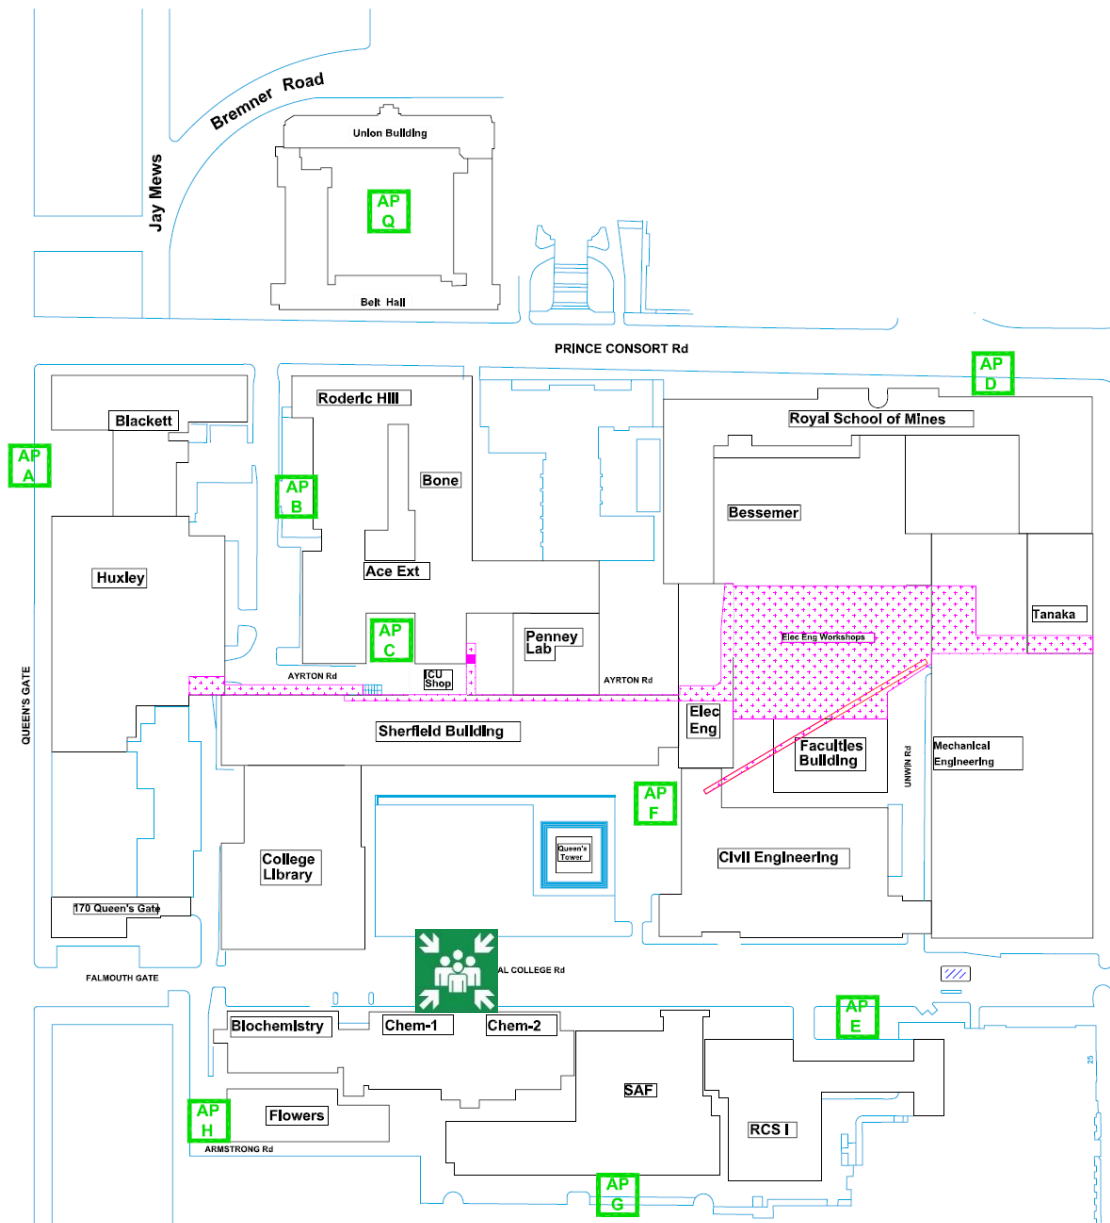 Bremner Road
Jay Mews
Union Building
AP
Q
Belt Hall
PRINCE CONSORT Rd
AP
D
Roderic Hill
Blackett
Royal School of Mines
AP
A
AP
B
Bone
Bessemer
Huxley
Ace Ext
AP
C
Penney
Lab
Elec Eng Workshops
Tanaka
QUEEN'S GATE
AYRTON Rd
ICU
Shop
AYRTON Rd
Sherfield Building
Elec
Eng
Faculties
Building
UNWIN Rd
Mechanical
Engineering
AP
F
College
Library
Queen's
Tower
Civil Engineering
170 Queen's Gate
FALMOUTH GATE
AL COLLEGE Rd
AP
E
Biochemistry
Chem-1
Chem-2
25
SAF
AP
H
Flowers
RCS I
ARMSTRONG Rd
AP
G